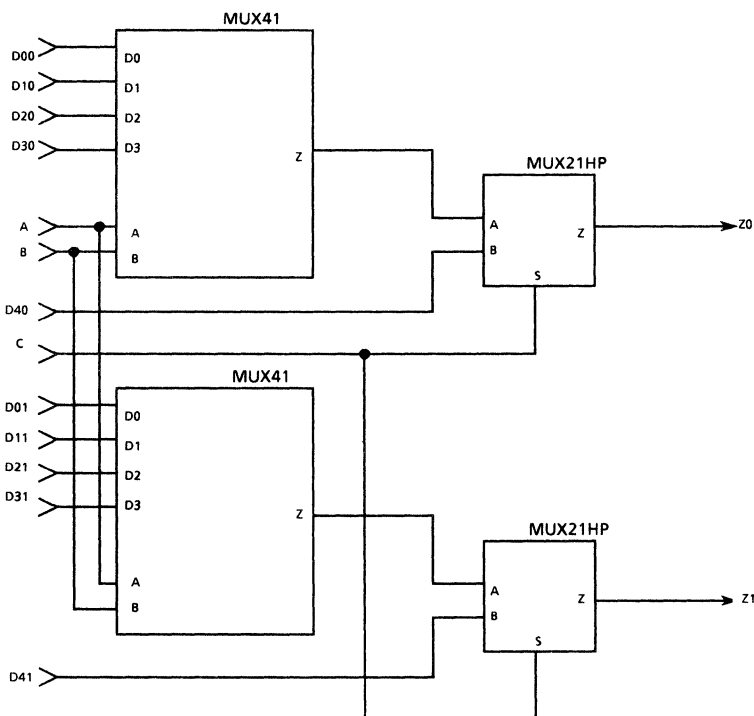 MUX41
D00
D10
D20
D30
A
B
D0
D1
D2
D3
A
B
Z
MUX21HP
A
B
S
Z
Z0
D40
C
MUX41
D01
D11
D21
D31
D0
D1
D2
D3
A
B
Z
MUX21HP
A
B
S
Z
Z1
D41